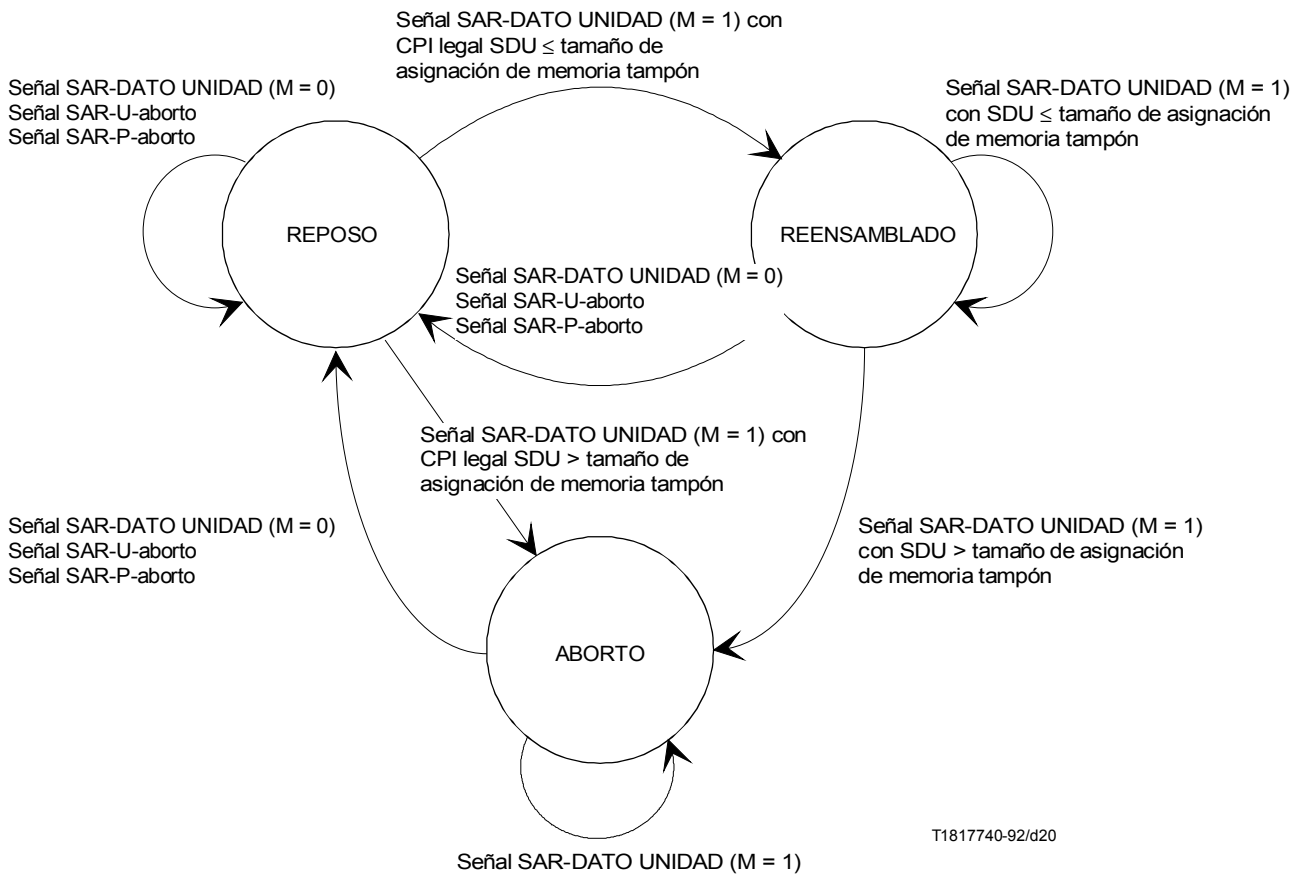 Señal SAR-DATO UNIDAD (M = 1) con
CPI legal SDU ≤ tamaño de
asignación de memoria tampón
Señal SAR-DATO UNIDAD (M = 0)
Señal SAR-U-aborto
Señal SAR-P-aborto
Señal SAR-DATO UNIDAD (M = 1)
con SDU ≤ tamaño de asignación
de memoria tampón
REPOSO
REENSAMBLADO
Señal SAR-DATO UNIDAD (M = 0)
Señal SAR-U-aborto
Señal SAR-P-aborto
Señal SAR-DATO UNIDAD (M = 1) con
CPI legal SDU > tamaño de
asignación de memoria tampón
Señal SAR-DATO UNIDAD (M = 0)
Señal SAR-U-aborto
Señal SAR-P-aborto
Señal SAR-DATO UNIDAD (M = 1)
con SDU > tamaño de asignación
de memoria tampón
ABORTO
T1817740-92/d20
Señal SAR-DATO UNIDAD (M = 1)